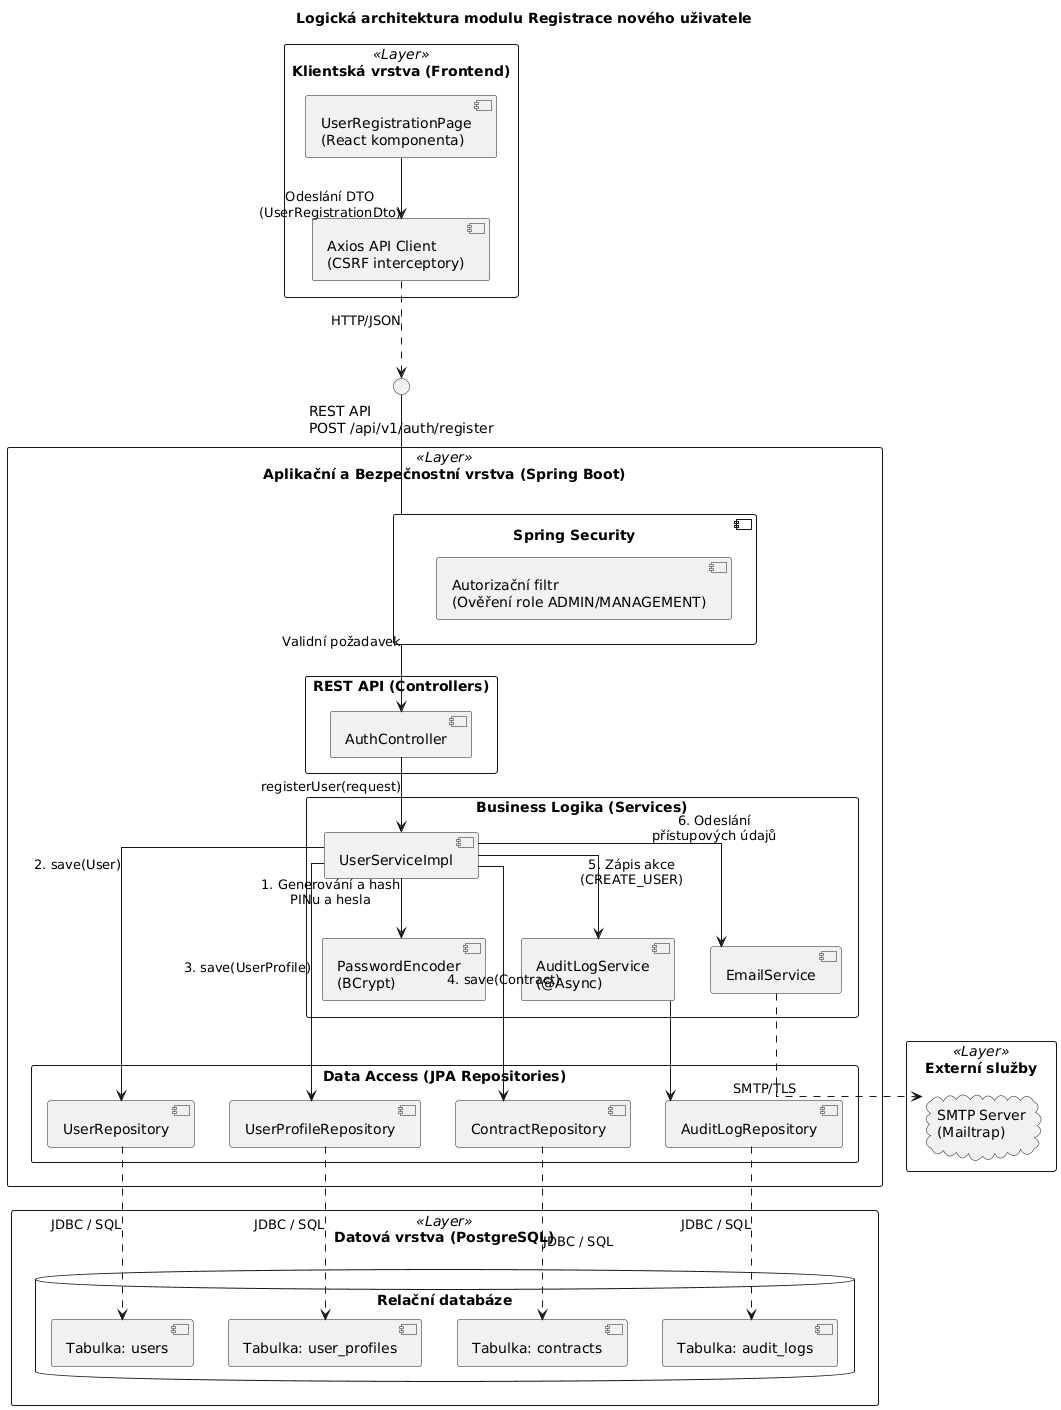 Logická architektura modulu Registrace nového uživatele
«Layer»
Klientská vrstva (Frontend)
UserRegistrationPage
(React komponenta)
Odeslání DTO
(UserRegistrationDto)
Axios API Client
(CSRF interceptory)
HTTP/JSON
REST API
POST /api/v1/auth/register
«Layer»
Aplikační a Bezpečnostní vrstva (Spring Boot)
Spring Security
Autorizační filtr
(Ověření role ADMIN/MANAGEMENT)
Validní požadavek
REST API (Controllers)
AuthController
registerUser(request)
Business Logika (Services)
6. Odeslání
přístupových údajů
UserServiceImpl
2. save(User)
5. Zápis akce
(CREATE_USER)
1. Generování a hash
PINu a hesla
3. save(UserProfile)
PasswordEncoder
(BCrypt)
4. save(Contract)
AuditLogService
(@Async)
EmailService
«Layer»
Externí služby
SMTP Server
(Mailtrap)
SMTP/TLS
Data Access (JPA Repositories)
UserRepository
UserProfileRepository
ContractRepository
AuditLogRepository
JDBC / SQL
JDBC / SQL
JDBC / SQL
JDBC / SQL
«Layer»
Datová vrstva (PostgreSQL)
Relační databáze
Tabulka: users
Tabulka: user_profiles
Tabulka: contracts
Tabulka: audit_logs